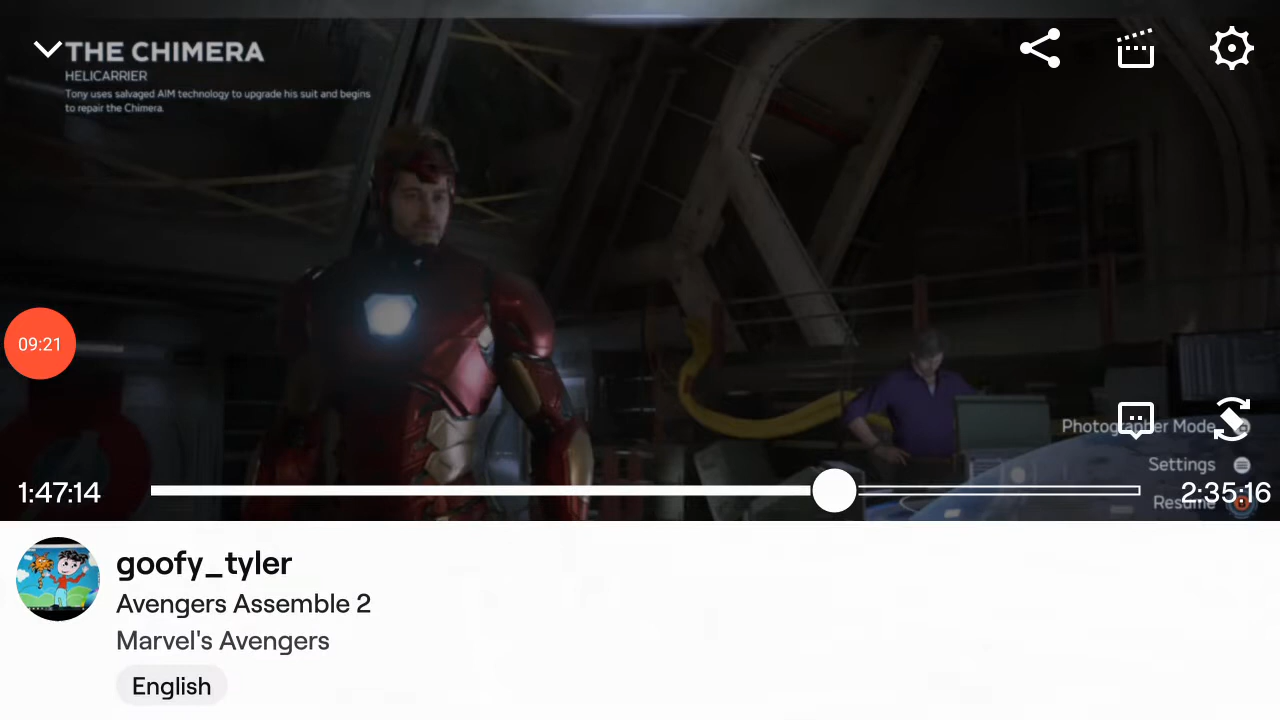 THE CHIMERA
HELICARRIER
Tony uses salvaged AIM technology to upgrade his suit and begins
to repair the Chimera.
09:21
Photographer Mode
Settings
1:47:14
2:35:16
Resume
goofy_tyler
Avengers Assemble 2
Marvel's Avengers
English